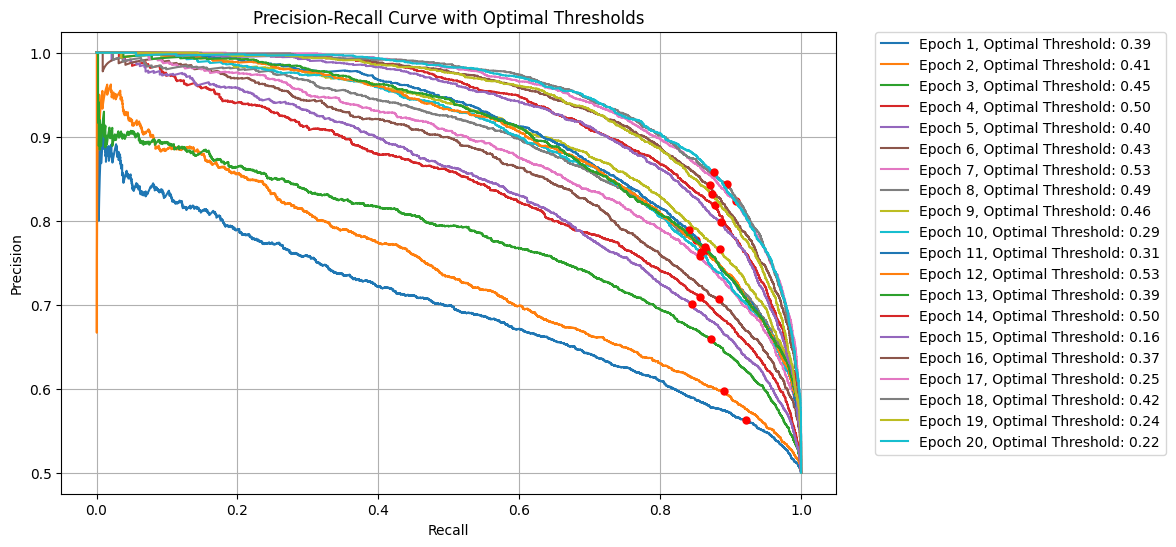 Precision-Recall Curve with Optimal Thresholds
1.0
0.9
0.8
0.7
0.6
0.5
Precision
0.0
0.2
0.4
0.6
0.8
1.0
Recall
Epoch 1, Optimal Threshold: 0.39
Epoch 2, Optimal Threshold: 0.41
Epoch 3, Optimal Threshold: 0.45
Epoch 4, Optimal Threshold: 0.50
Epoch 5, Optimal Threshold: 0.40
Epoch 6, Optimal Threshold: 0.43
Epoch 7, Optimal Threshold: 0.53
Epoch 8, Optimal Threshold: 0.49
Epoch 9, Optimal Threshold: 0.46
Epoch 10, Optimal Threshold: 0.29
Epoch 11, Optimal Threshold: 0.31
Epoch 12, Optimal Threshold: 0.53
Epoch 13, Optimal Threshold: 0.39
Epoch 14, Optimal Threshold: 0.50
Epoch 15, Optimal Threshold: 0.16
Epoch 16, Optimal Threshold: 0.37
Epoch 17, Optimal Threshold: 0.25
Epoch 18, Optimal Threshold: 0.42
Epoch 19, Optimal Threshold: 0.24
Epoch 20, Optimal Threshold: 0.22